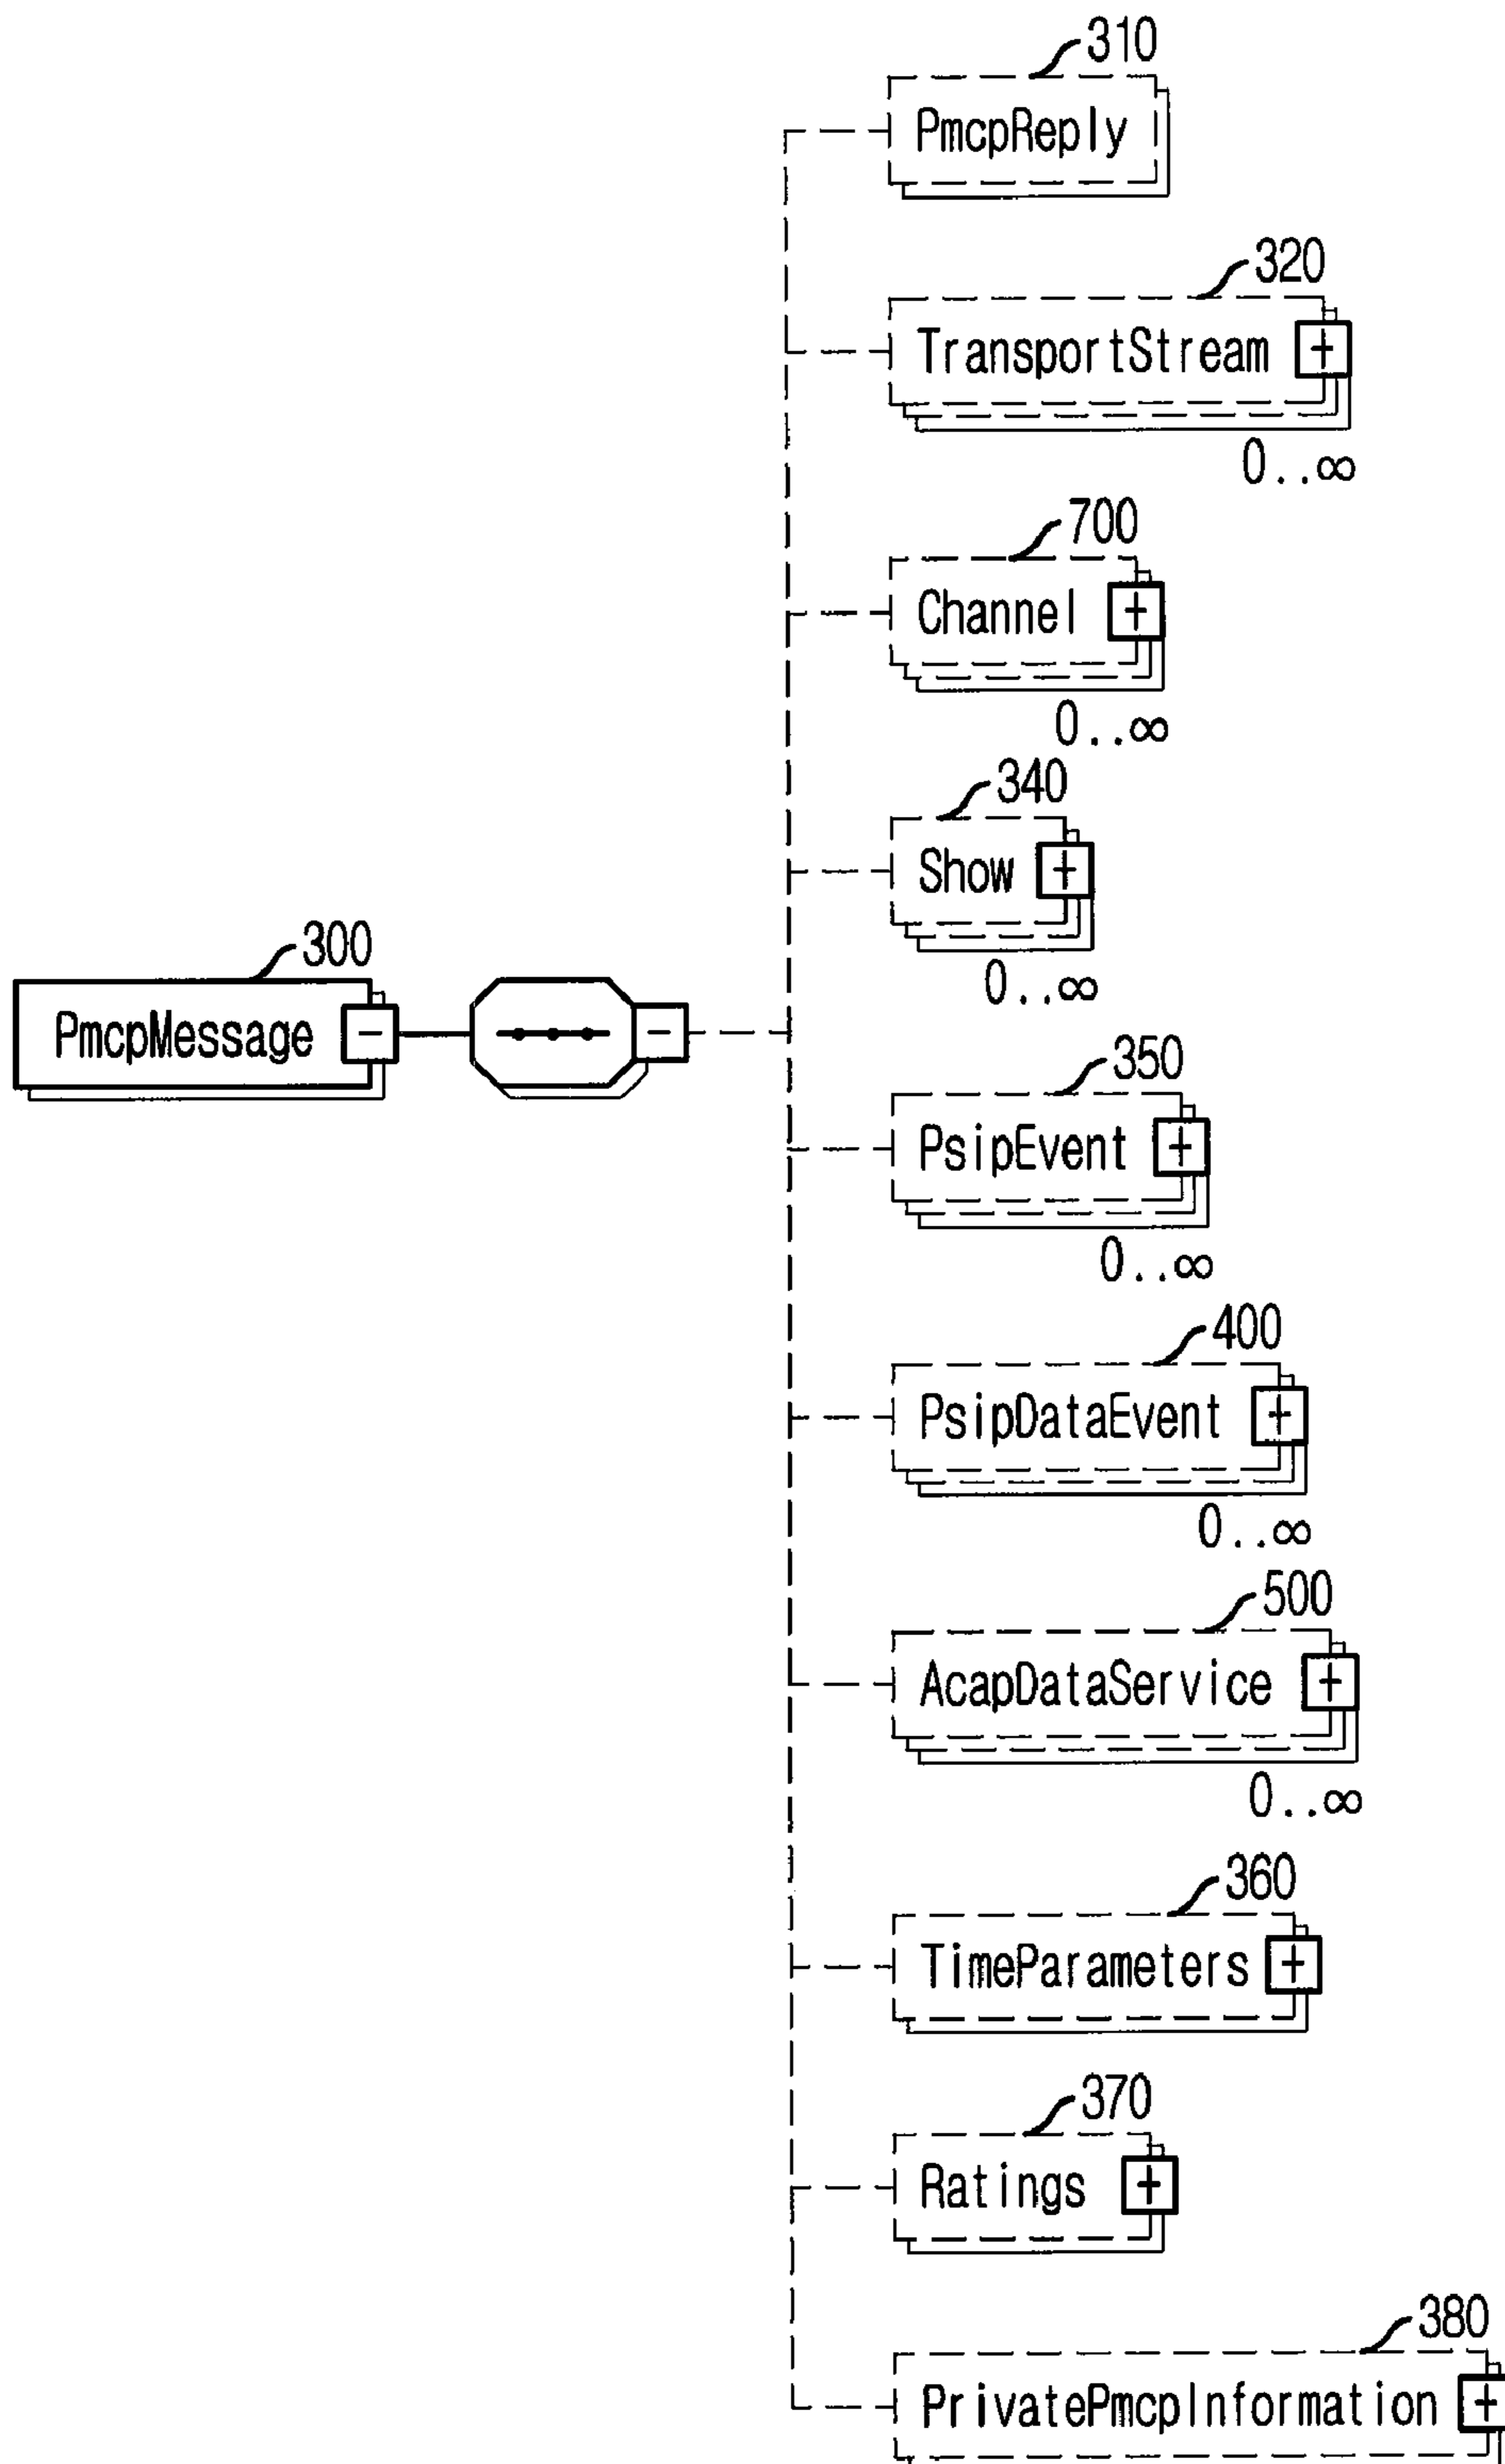 310
PmcpReply
320
TransportStream +
0..∞
700
Channel +
0..∞
340
Show +
0..∞
300
PmcpMessage -
-
350
PsipEvent +
0..∞
400
PsipDataEvent +
0..∞
500
AcapDataService +
0..∞
360
TimeParameters +
370
Ratings +
380
PrivatePmcpInformation +